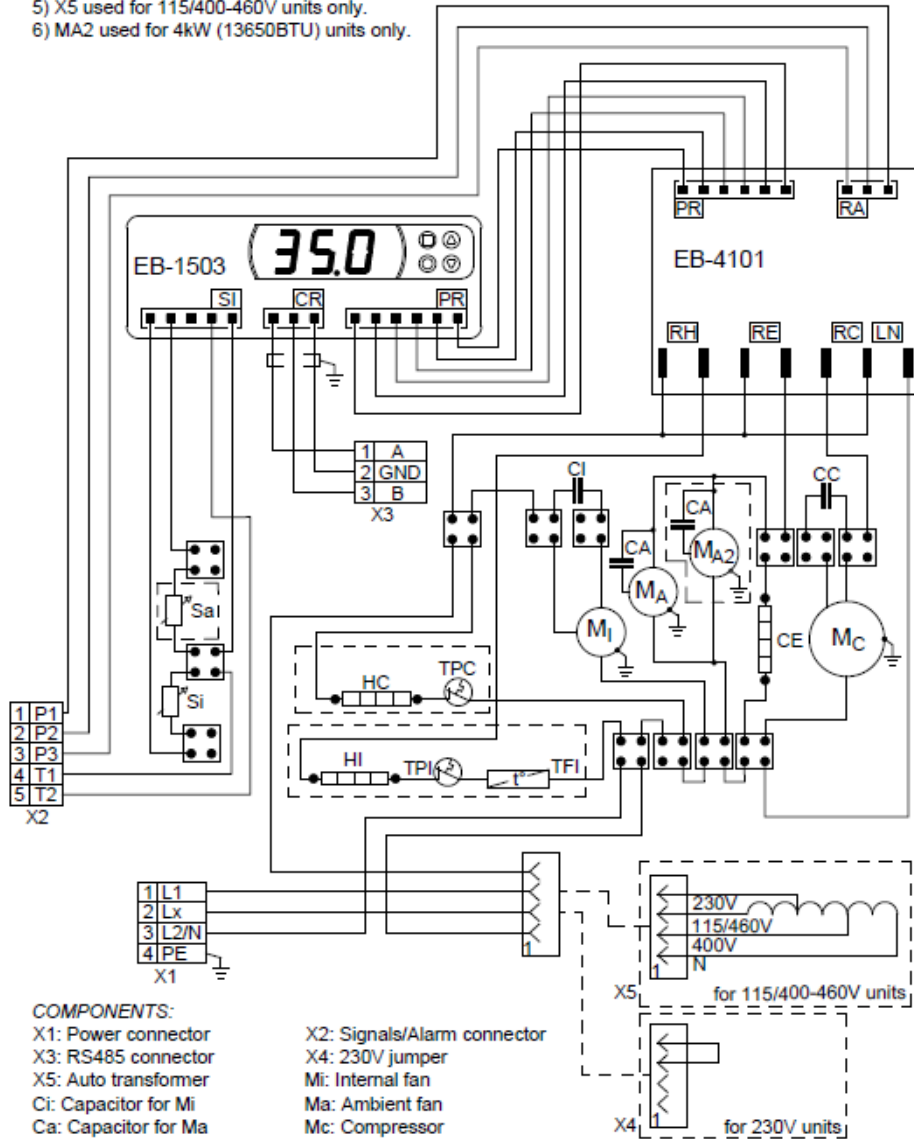 5) X5 used for 115/400-460V units only.
6) MA2 used for 4kW (13650BTU) units only.
PR
RA
EB-4101
EB-1503
35.0
SI
CR
PR
RH
RE
RC
LN
1 A
2 GND
3 B
X3
CI
CC
CA
CA
MA2
MA
MI
CE
MC
Sa
Si
HC
TPC
HI
TPI
t°
TFI
1 P1
2 P2
3 P3
4 T1
5 T2
X2
1 L1
2 Lx
3 L2/N
4 PE
X1
1
230V
115/460V
400V
N
1
X5
for 115/400-460V units
X4
1
for 230V units
COMPONENTS:
X1: Power connector
X2: Signals/Alarm connector
X3: RS485 connector
X4: 230V jumper
X5: Auto transformer
Mi: Internal fan
Ci: Capacitor for Mi
Ma: Ambient fan
Ca: Capacitor for Ma
Mc: Compressor